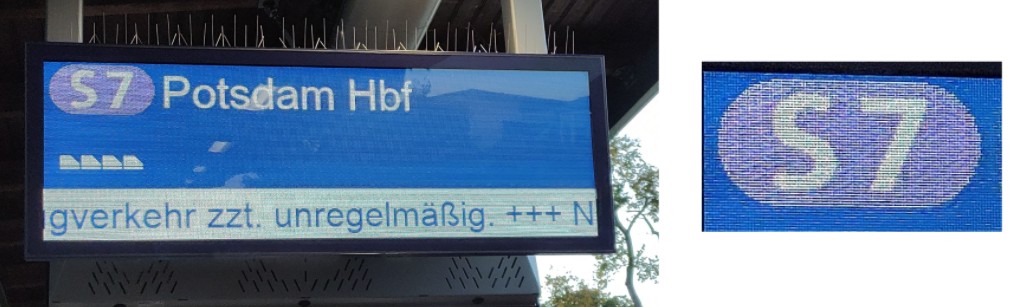 S7 Potsdam Hbf
gverkehr zzt. unregelmäßig. +++ N
S7